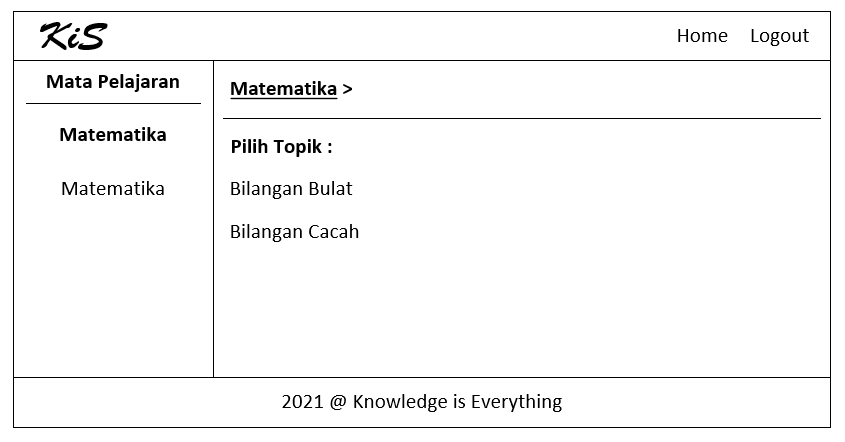 KiS
Home Logout
Mata Pelajaran
Matematika
Matematika
Matematika >
Pilih Topik :
Bilangan Bulat
Bilangan Cacah
2021 @ Knowledge is Everything